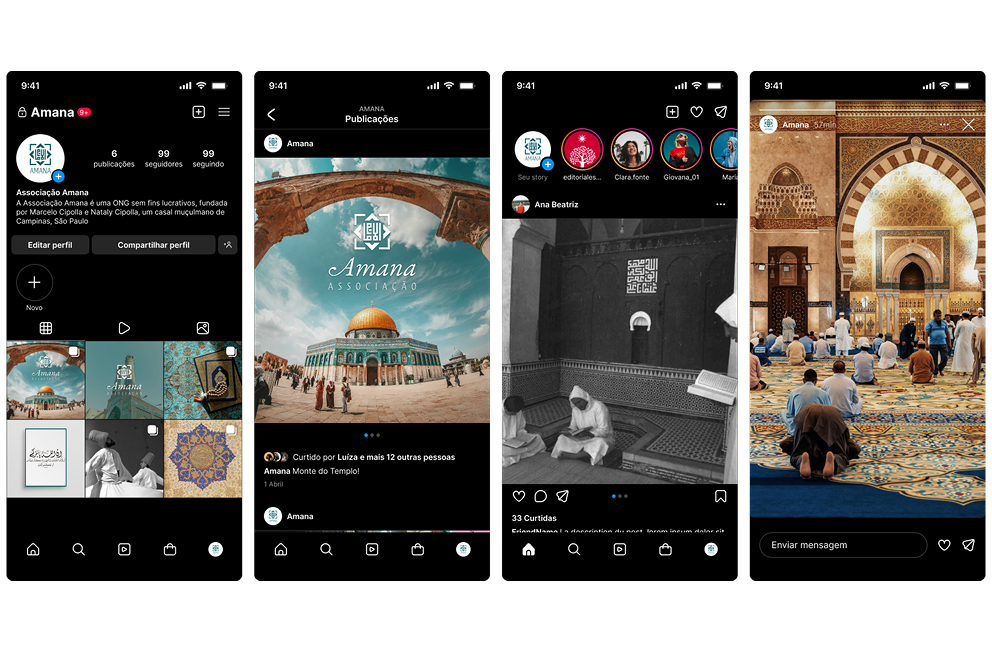 9:41
Amana 9+
AMANA
6
publicações
99
seguidores
99
seguindo
Associação Amana
A Associação Amana é uma ONG sem fins lucrativos, fundada
por Marcelo Cipolla e Nataly Cipolla, um casal muçulmano de
Campinas, São Paulo
Editar perfil
Compartilhar perfil
Novo
Amana
Amana
9:41
AMANA
Publicações
Amana
Amana
ASSOCIAÇÃO
Curtido por Luíza e mais 12 outras pessoas
Amana Monte do Templo!
1 Abril
Amana
9:41
AMANA
Seu story
editoriales...
Clara.fonte
Giovana_01
Maria
Ana Beatriz
33 Curtidas
FriendName La description du post, lorem ipsum dolor sit
9:41
Amana 57min
Enviar mensagem